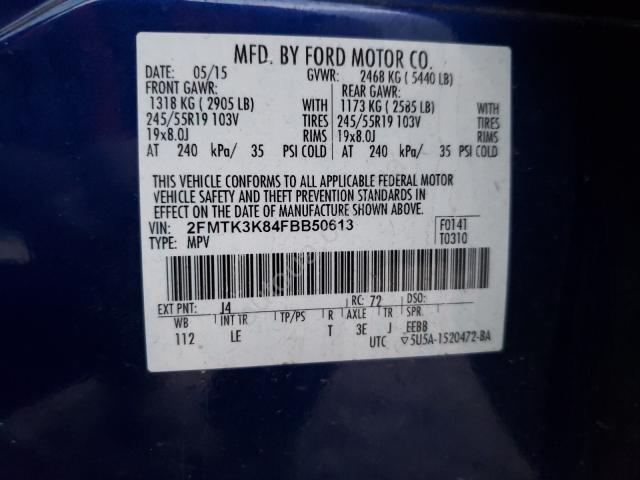 MFD. BY FORD MOTOR CO.
DATE: 05/15 GVWR: 2468 KG ( 5440 LB)
FRONT GAWR: REAR GAWR:
1318 KG ( 2905 LB) WITH 1173 KG ( 2585 LB) WITH
245/55R19 103V TIRES 245/55R19 103V TIRES
19x8.0J RIMS 19x8.0J RIMS
AT 240 kPa/ 35 PSI COLD AT 240 kPa/ 35 PSI COLD
THIS VEHICLE CONFORMS TO ALL APPLICABLE FEDERAL MOTOR
VEHICLE SAFETY AND THEFT PREVENTION STANDARDS IN
EFFECT ON THE DATE OF MANUFACTURE SHOWN ABOVE.
VIN: 2FMTK3K84FBB50613 F0141
TYPE: MPV T0310
EXT PNT: J4 RC: 72 DSO:
WB INT TR TP/PS R AXLE TR SPR
112 LE T 3E J EEBB
UTC ▽5U5A-1520472-BA